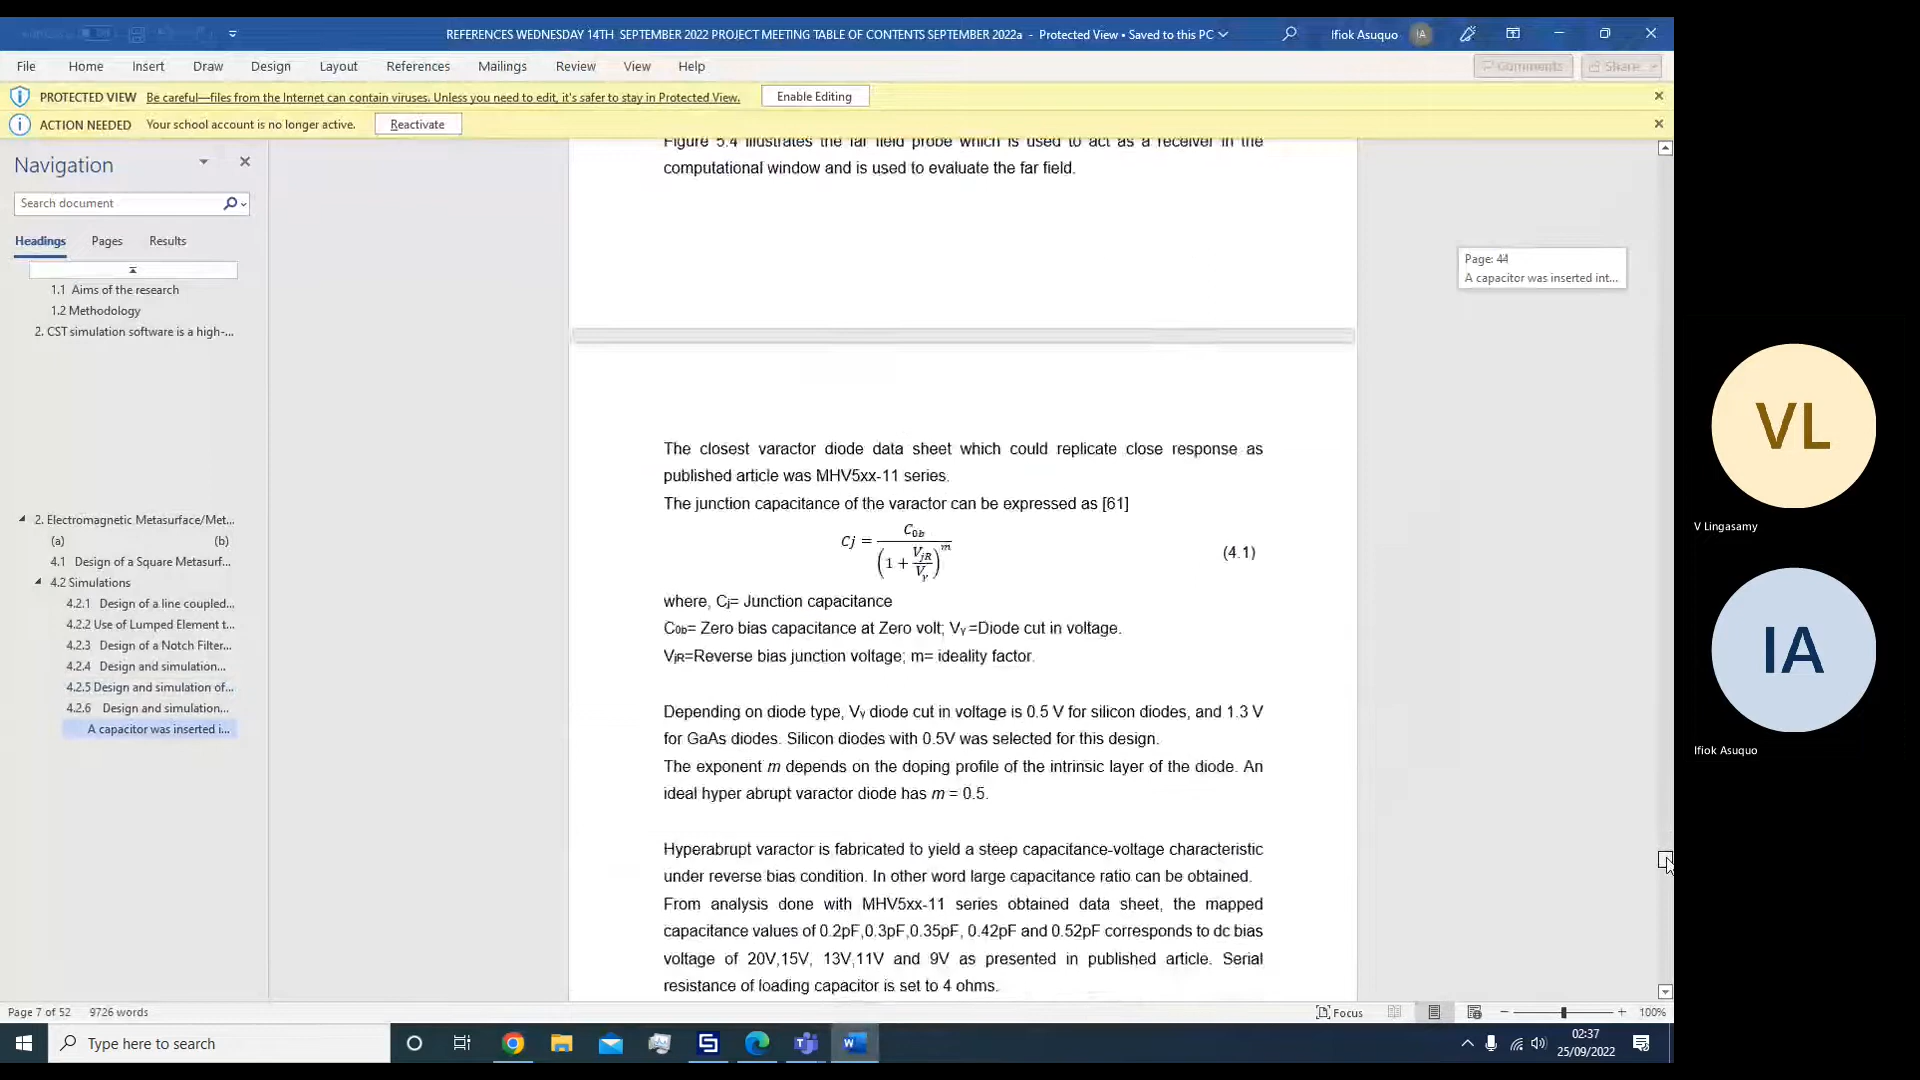 REFERENCES WEDNESDAY 14TH SEPTEMBER 2022 PROJECT MEETING TABLE OF CONTENTS SEPTEMBER 2022a - Protected View • Saved to this PC
Ifiok Asuquo IA
File Home Insert Draw Design Layout References Mailings Review View Help
Comments Share
PROTECTED VIEW Be careful—files from the Internet can contain viruses. Unless you need to edit, it's safer to stay in Protected View. Enable Editing
ACTION NEEDED Your school account is no longer active. Reactivate
Navigation
Search document
Headings Pages Results
1.1 Aims of the research
1.2 Methodology
2. CST simulation software is a high-...
2. Electromagnetic Metasurface/Met...
(a) (b)
4.1 Design of a Square Metasurf...
4.2 Simulations
4.2.1 Design of a line coupled...
4.2.2 Use of Lumped Element t...
4.2.3 Design of a Notch Filter...
4.2.4 Design and simulation...
4.2.5 Design and simulation of...
4.2.6 Design and simulation...
A capacitor was inserted i...
Figure 5.4 illustrates the far field probe which is used to act as a receiver in the
computational window and is used to evaluate the far field.
Page: 44
A capacitor was inserted int...
The closest varactor diode data sheet which could replicate close response as
published article was MHV5xx-11 series.
The junction capacitance of the varactor can be expressed as [61]
Cj = C0b / (1 + VjR/Vγ)^m (4.1)
where, Cj= Junction capacitance
C0b= Zero bias capacitance at Zero volt; Vγ =Diode cut in voltage.
VjR=Reverse bias junction voltage; m= ideality factor.
Depending on diode type, Vγ diode cut in voltage is 0.5 V for silicon diodes, and 1.3 V
for GaAs diodes. Silicon diodes with 0.5V was selected for this design.
The exponent m depends on the doping profile of the intrinsic layer of the diode. An
ideal hyper abrupt varactor diode has m = 0.5.
Hyperabrupt varactor is fabricated to yield a steep capacitance-voltage characteristic
under reverse bias condition. In other word large capacitance ratio can be obtained.
From analysis done with MHV5xx-11 series obtained data sheet, the mapped
capacitance values of 0.2pF,0.3pF,0.35pF, 0.42pF and 0.52pF corresponds to dc bias
voltage of 20V,15V, 13V,11V and 9V as presented in published article. Serial
resistance of loading capacitor is set to 4 ohms.
VL
V Lingasamy
IA
Ifiok Asuquo
Page 7 of 52 9726 words
Focus
100%
Type here to search
02:37
25/09/2022